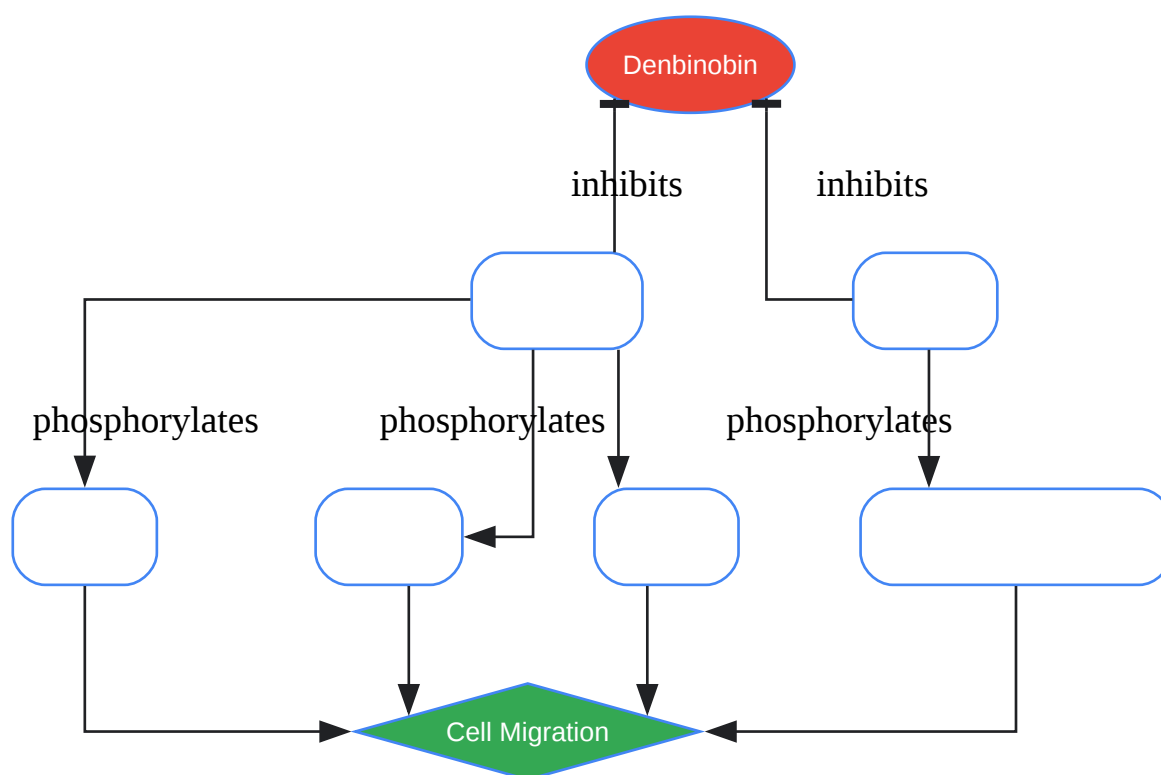 Denbinobin
inhibits inhibits
phosphorylates phosphorylates phosphorylates
Cell Migration